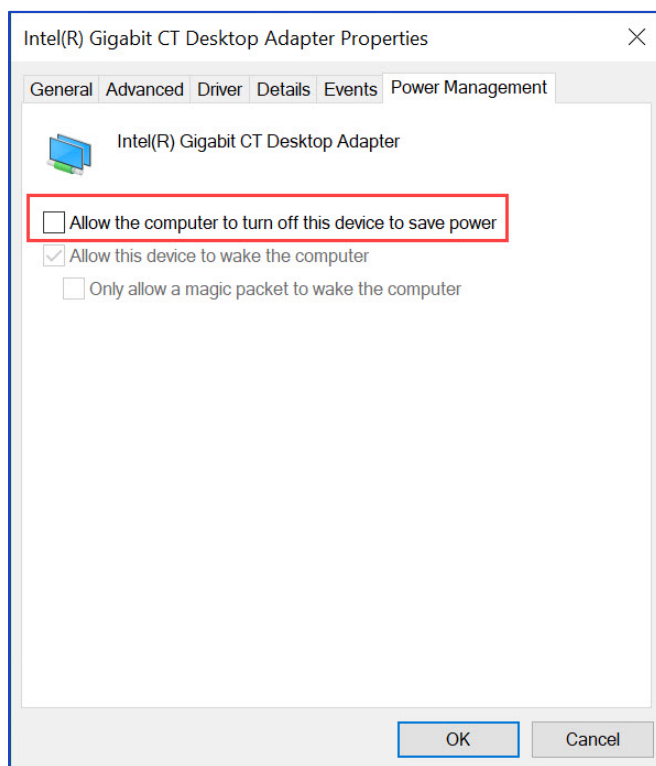 Intel(R) Gigabit CT Desktop Adapter Properties
General Advanced Driver Details Events Power Management
Intel(R) Gigabit CT Desktop Adapter
Allow the computer to turn off this device to save power
Allow this device to wake the computer
Only allow a magic packet to wake the computer
OK Cancel